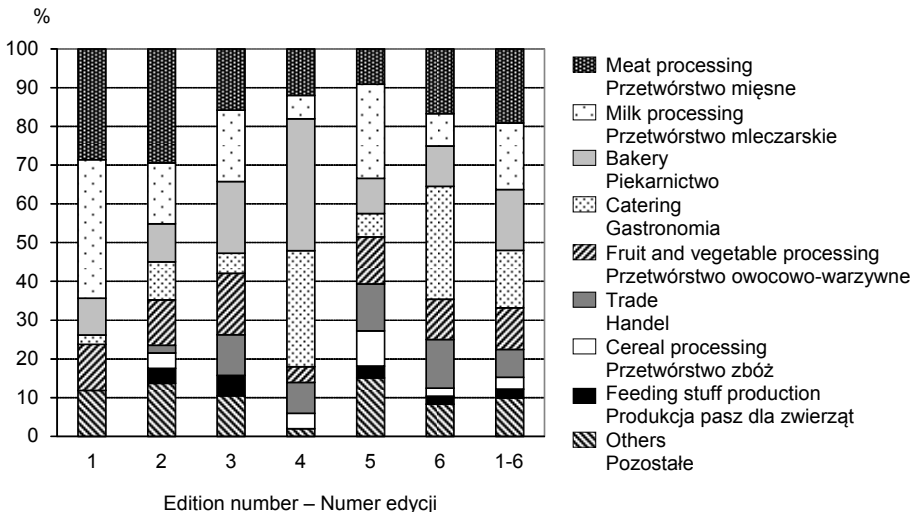 %
100
90
80
70
60
50
40
30
20
10
0
1 2 3 4 5 6 1-6
Edition number – Numer edycji
Meat processing
Przetwórstwo mięsne
Milk processing
Przetwórstwo mleczarskie
Bakery
Piekarnictwo
Catering
Gastronomia
Fruit and vegetable processing
Przetwórstwo owocowo-warzywne
Trade
Handel
Cereal processing
Przetwórstwo zbóż
Feeding stuff production
Produkcja pasz dla zwierząt
Others
Pozostałe